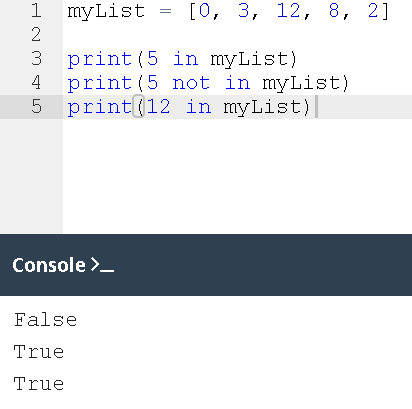 1 myList = [0, 3, 12, 8, 2]
2
3 print(5 in myList)
4 print(5 not in myList)
5 print(12 in myList)
Console >_
False
True
True